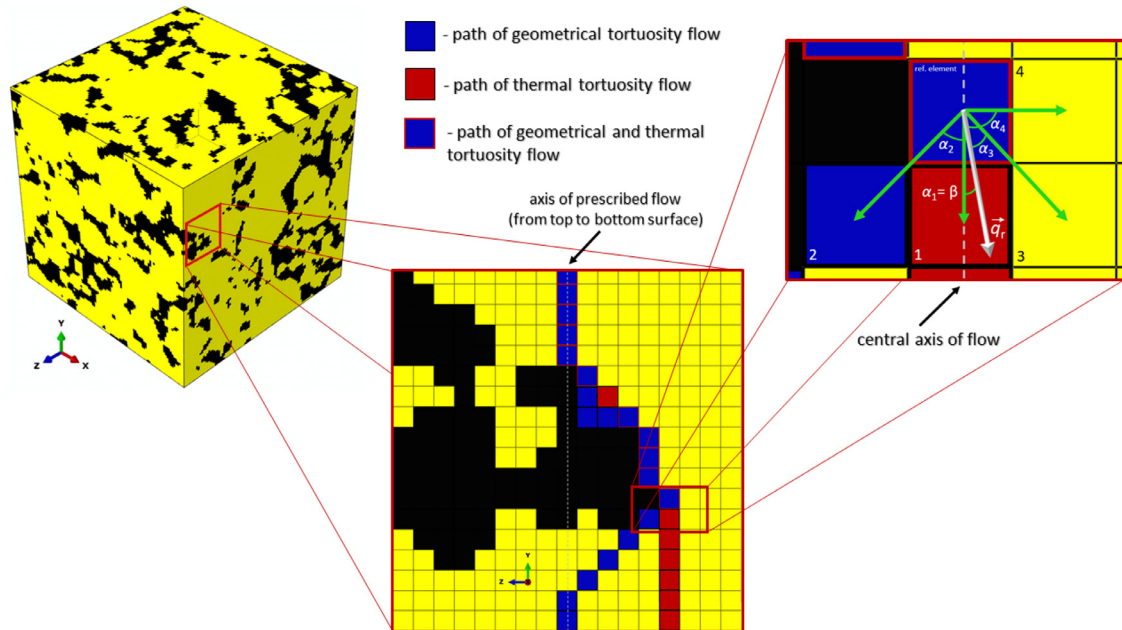 - path of geometrical tortuosity flow
- path of thermal tortuosity flow
- path of geometrical and thermal
tortuosity flow
axis of prescribed flow
(from top to bottom surface)
ref. element
4
α₄
α₂
α₃
α₁= β
q⃗ᵣ
2
1
3
central axis of flow
Y
Z
X
Y
Z